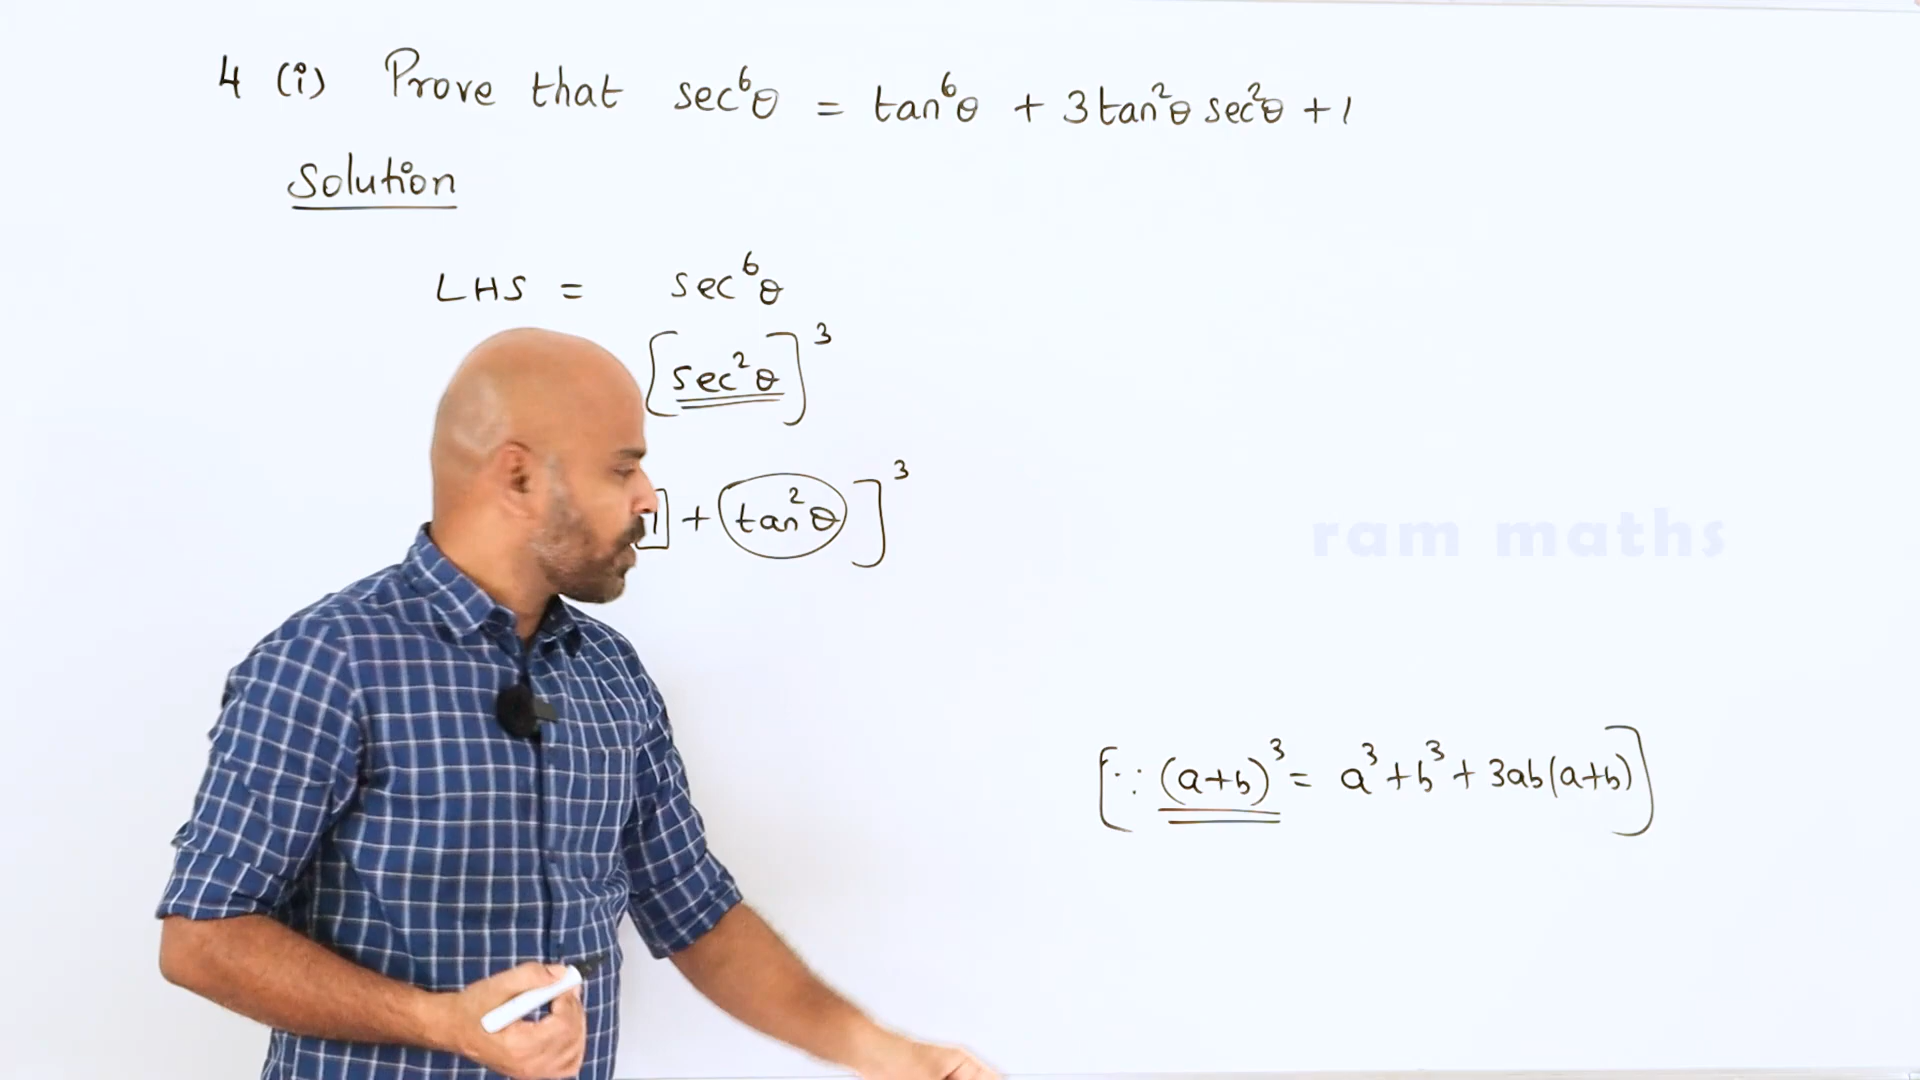 4 (i) Prove that sec⁶θ = tan⁶θ + 3tan²θ sec²θ + 1
Solution
LHS = sec⁶θ
[sec²θ]³
1 + tan²θ]³
ram maths
[∵ (a+b)³ = a³+b³+ 3ab(a+b)]